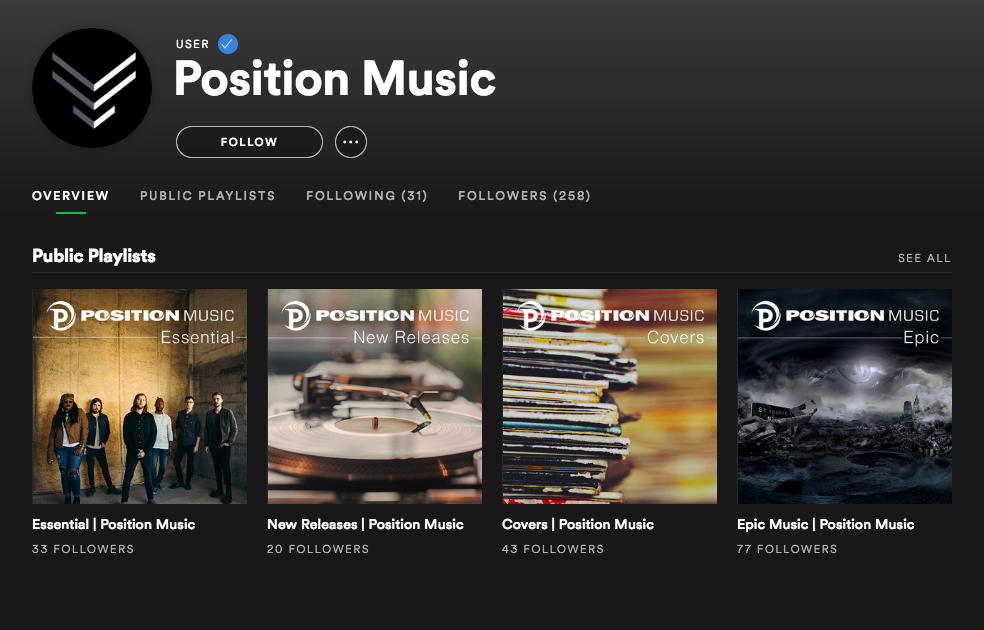 USER
Position Music
FOLLOW
OVERVIEW PUBLIC PLAYLISTS FOLLOWING (31) FOLLOWERS (258)
Public Playlists SEE ALL
POSITION MUSIC
Essential
POSITION MUSIC
New Releases
POSITION MUSIC
Covers
POSITION MUSIC
Epic
Essential | Position Music
33 FOLLOWERS
New Releases | Position Music
20 FOLLOWERS
Covers | Position Music
43 FOLLOWERS
Epic Music | Position Music
77 FOLLOWERS